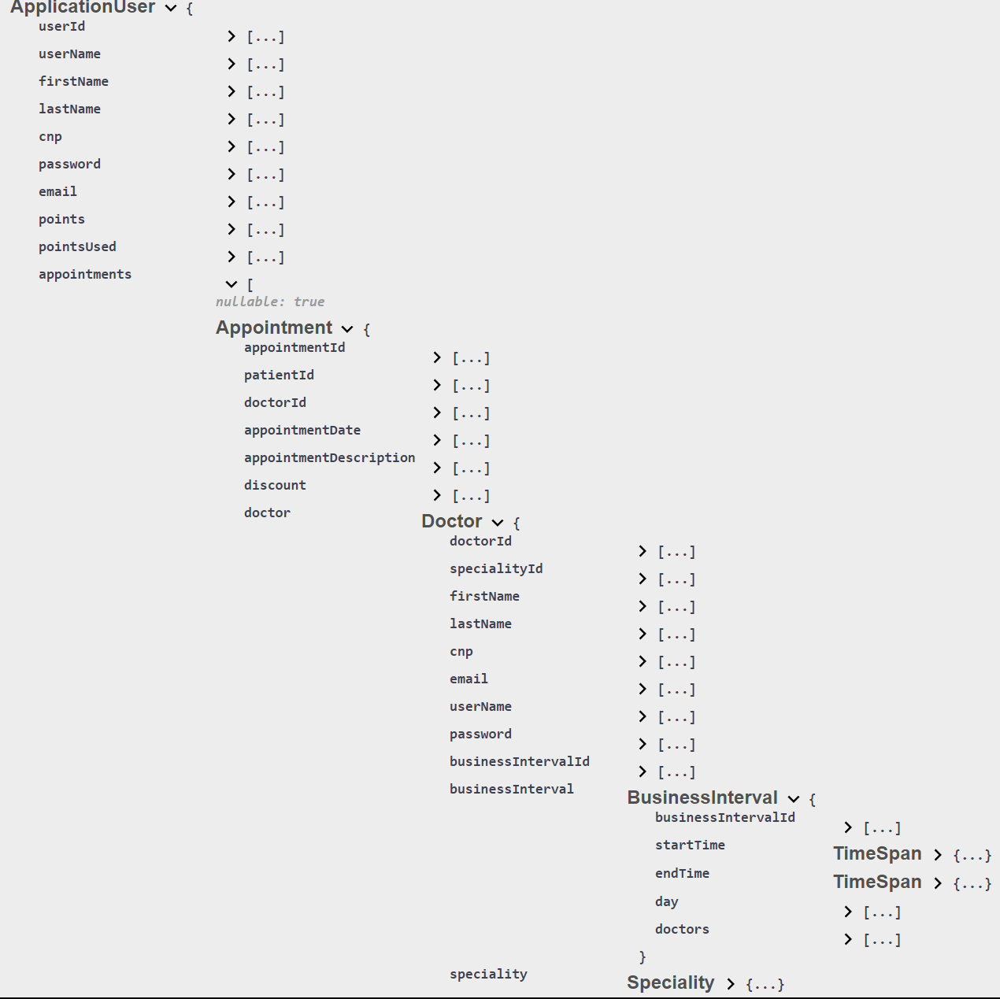 ApplicationUser {
userId [...]
userName [...]
firstName [...]
lastName [...]
cnp [...]
password [...]
email [...]
points [...]
pointsUsed [...]
appointments [
nullable: true
Appointment {
appointmentId [...]
patientId [...]
doctorId [...]
appointmentDate [...]
appointmentDescription [...]
discount [...]
doctor
Doctor {
doctorId [...]
specialityId [...]
firstName [...]
lastName [...]
cnp [...]
email [...]
userName [...]
password [...]
businessIntervalId [...]
businessInterval
BusinessInterval {
businessIntervalId [...]
startTime TimeSpan {...}
endTime TimeSpan {...}
day [...]
doctors [...]
}
speciality Speciality {...}